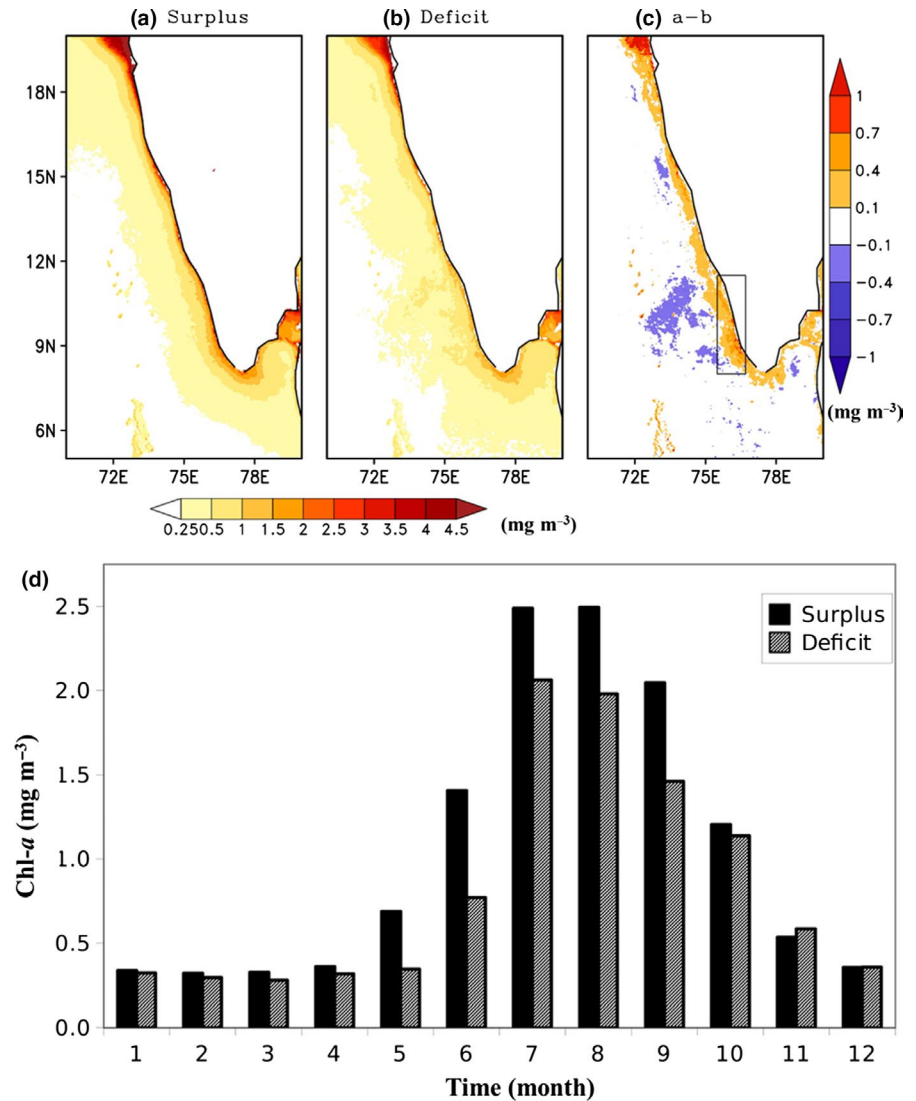 (a) Surplus
(b) Deficit
(c) a−b
18N
15N
12N
9N
6N
72E 75E 78E
72E 75E 78E
72E 75E 78E
1
0.7
0.4
0.1
−0.1
−0.4
−0.7
−1
(mg m⁻³)
0.25 0.5 1 1.5 2 2.5 3 3.5 4 4.5
(mg m⁻³)
(d)
Surplus
Deficit
2.5
2.0
1.5
1.0
0.5
0.0
Chl-a (mg m⁻³)
1 2 3 4 5 6 7 8 9 10 11 12
Time (month)